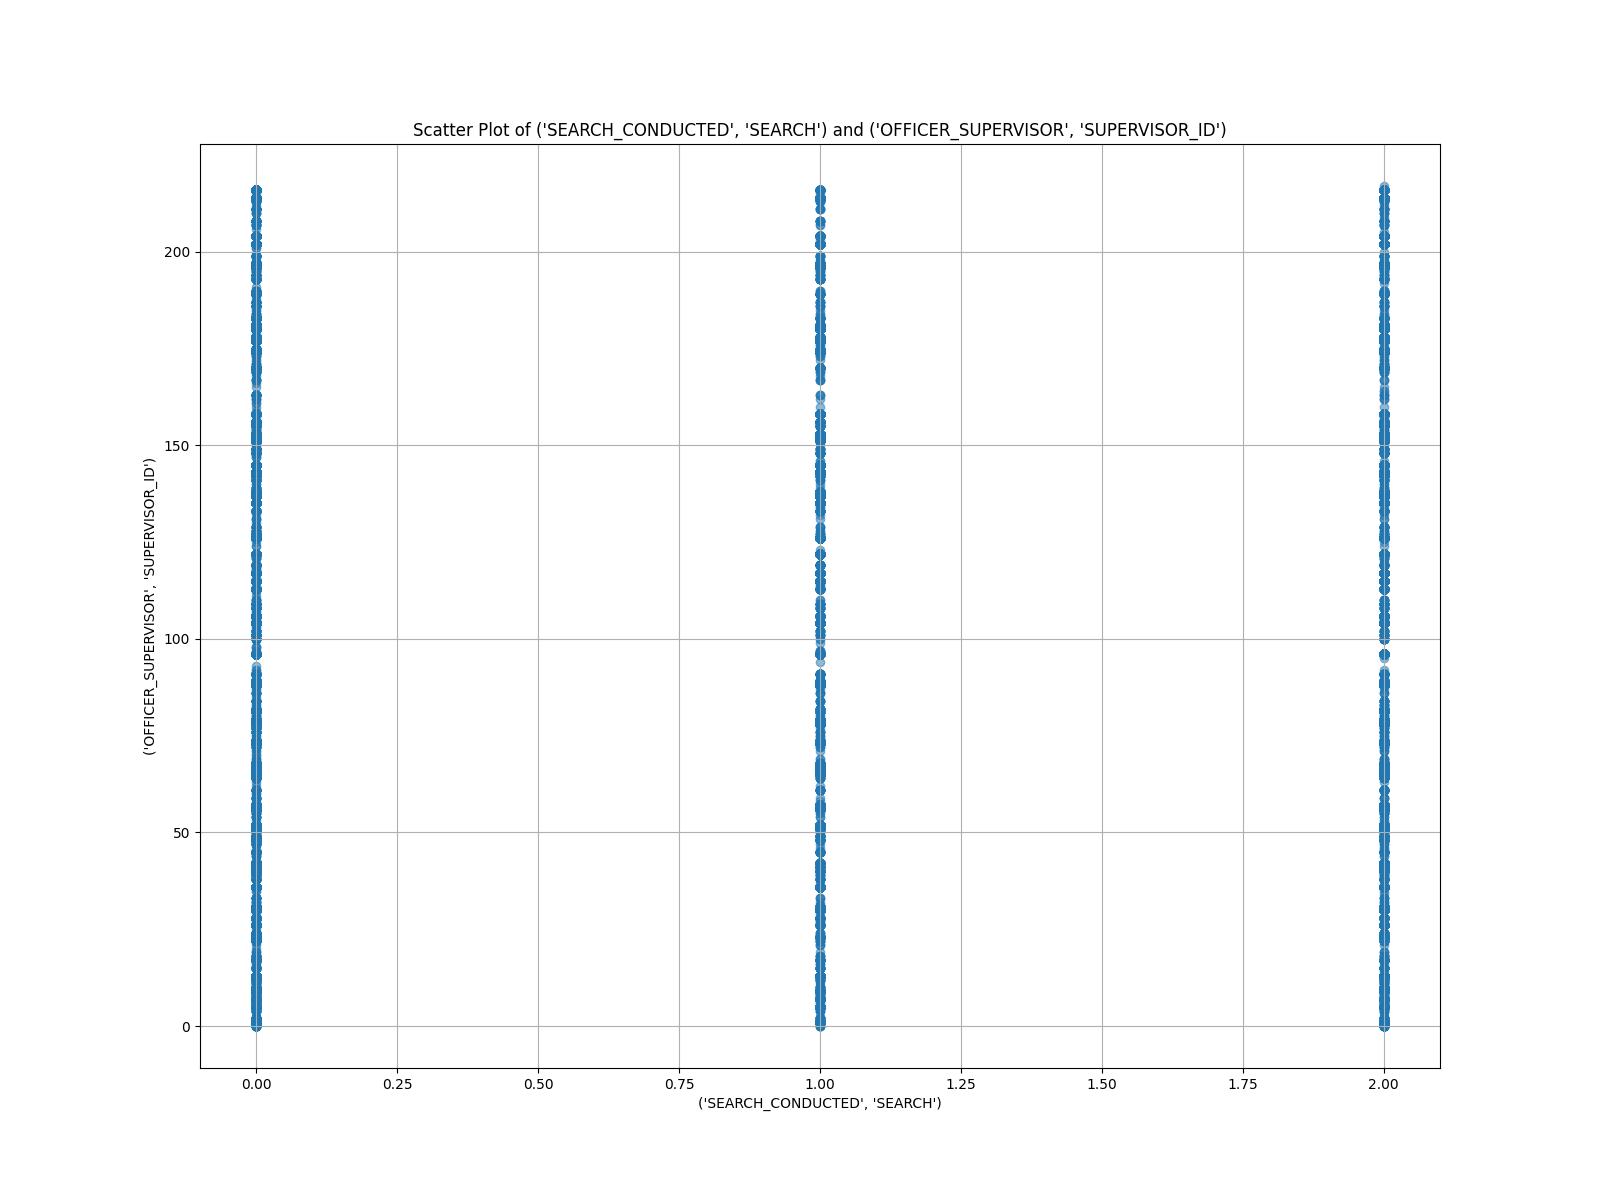 Scatter Plot of ('SEARCH_CONDUCTED', 'SEARCH') and ('OFFICER_SUPERVISOR', 'SUPERVISOR_ID')
('OFFICER_SUPERVISOR', 'SUPERVISOR_ID')
200
150
100
50
0
0.00 0.25 0.50 0.75 1.00 1.25 1.50 1.75 2.00
('SEARCH_CONDUCTED', 'SEARCH')